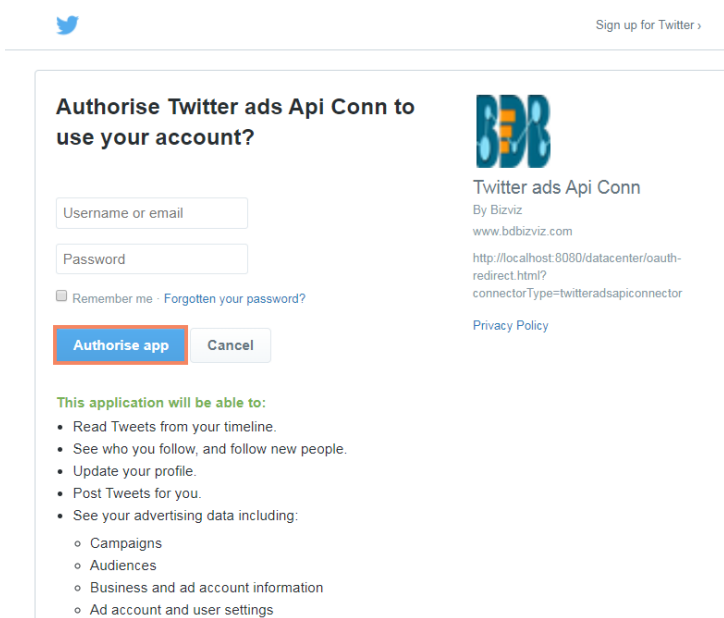 Sign up for Twitter ›
Authorise Twitter ads Api Conn to
use your account?
Username or email
Password
Remember me · Forgotten your password?
Authorise app
Cancel
This application will be able to:
• Read Tweets from your timeline.
• See who you follow, and follow new people.
• Update your profile.
• Post Tweets for you.
• See your advertising data including:
◦ Campaigns
◦ Audiences
◦ Business and ad account information
◦ Ad account and user settings
BDB
Twitter ads Api Conn
By Bizviz
www.bdbizviz.com
http://localhost:8080/datacenter/oauth-
redirect.html?
connectorType=twitteradsapiconnector
Privacy Policy